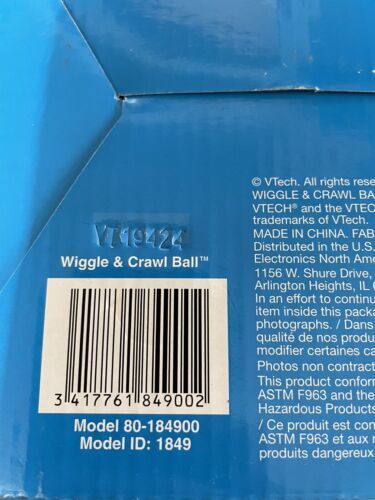 VX19424
Wiggle & Crawl Ball™
3 417761 849002
Model 80-184900
Model ID: 1849
© VTech. All rights rese
WIGGLE & CRAWL BA
VTECH® and the VTEC
trademarks of VTech.
MADE IN CHINA. FAB
Distributed in the U.S.
Electronics North Ame
1156 W. Shure Drive,
Arlington Heights, IL 6
In an effort to continu
item inside this packa
photographs. / Dans
qualité de nos produ
modifier certaines ca
Photos non contract
This product conform
ASTM F963 and the
Hazardous Products
/ Ce produit est con
ASTM F963 et aux n
produits dangereux